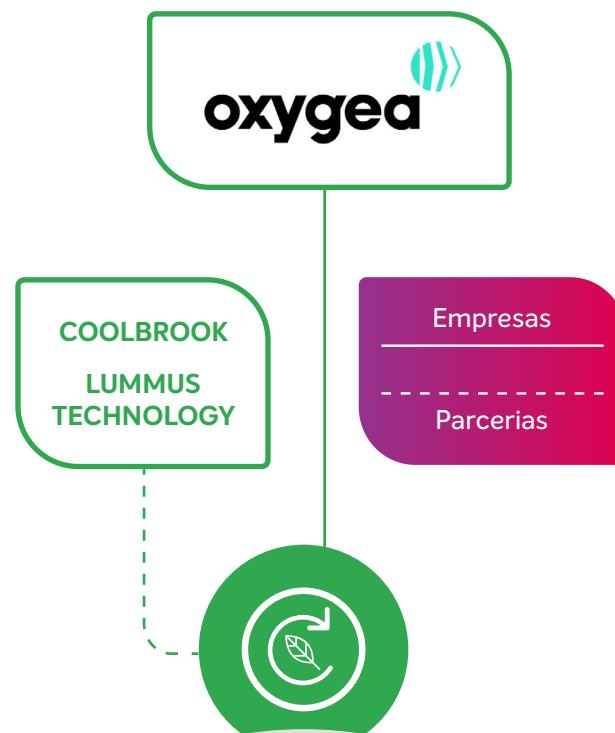 oxygea
COOLBROOK
LUMMUS
TECHNOLOGY
Empresas
Parcerias